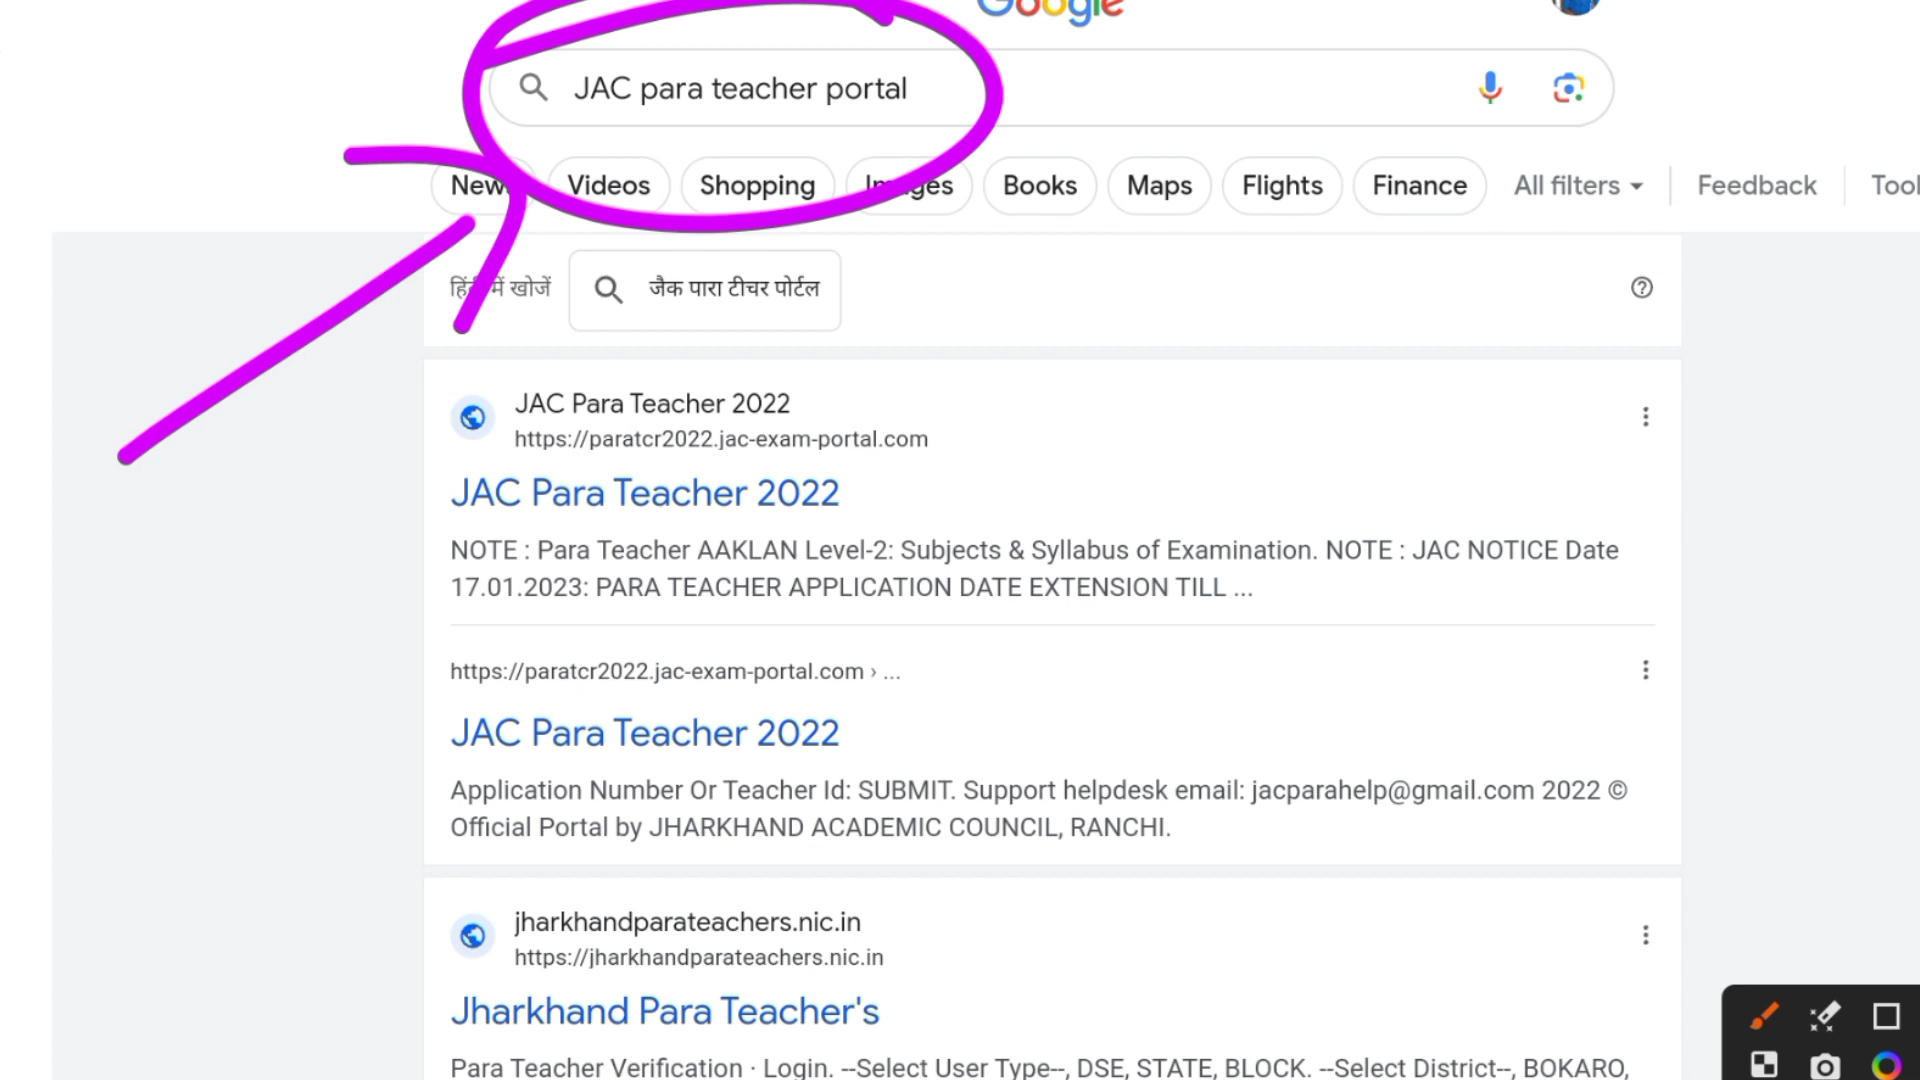 Google
JAC para teacher portal
News Videos Shopping Images Books Maps Flights Finance All filters Feedback
हिंदी में खोजें जैक पारा टीचर पोर्टल
JAC Para Teacher 2022
https://paratcr2022.jac-exam-portal.com
JAC Para Teacher 2022
NOTE : Para Teacher AAKLAN Level-2: Subjects & Syllabus of Examination. NOTE : JAC NOTICE Date
17.01.2023: PARA TEACHER APPLICATION DATE EXTENSION TILL ...
https://paratcr2022.jac-exam-portal.com › ...
JAC Para Teacher 2022
Application Number Or Teacher Id: SUBMIT. Support helpdesk email: jacparahelp@gmail.com 2022 ©
Official Portal by JHARKHAND ACADEMIC COUNCIL, RANCHI.
jharkhandparateachers.nic.in
https://jharkhandparateachers.nic.in
Jharkhand Para Teacher's
Para Teacher Verification · Login. --Select User Type--, DSE, STATE, BLOCK. --Select District--, BOKARO,